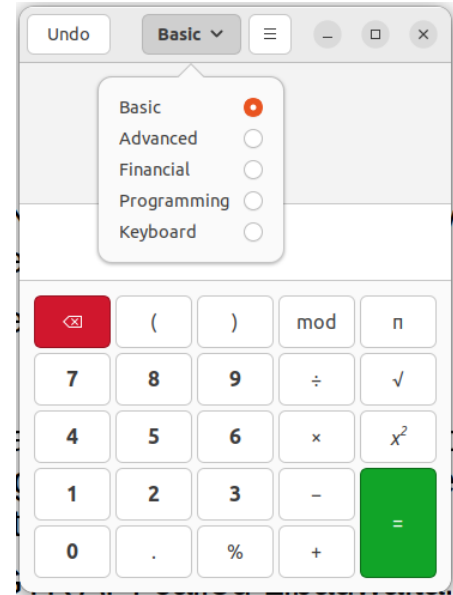 Undo Basic
Basic
Advanced
Financial
Programming
Keyboard
( ) mod π
7 8 9 ÷ √
4 5 6 × x²
1 2 3 −
=
0 . % +